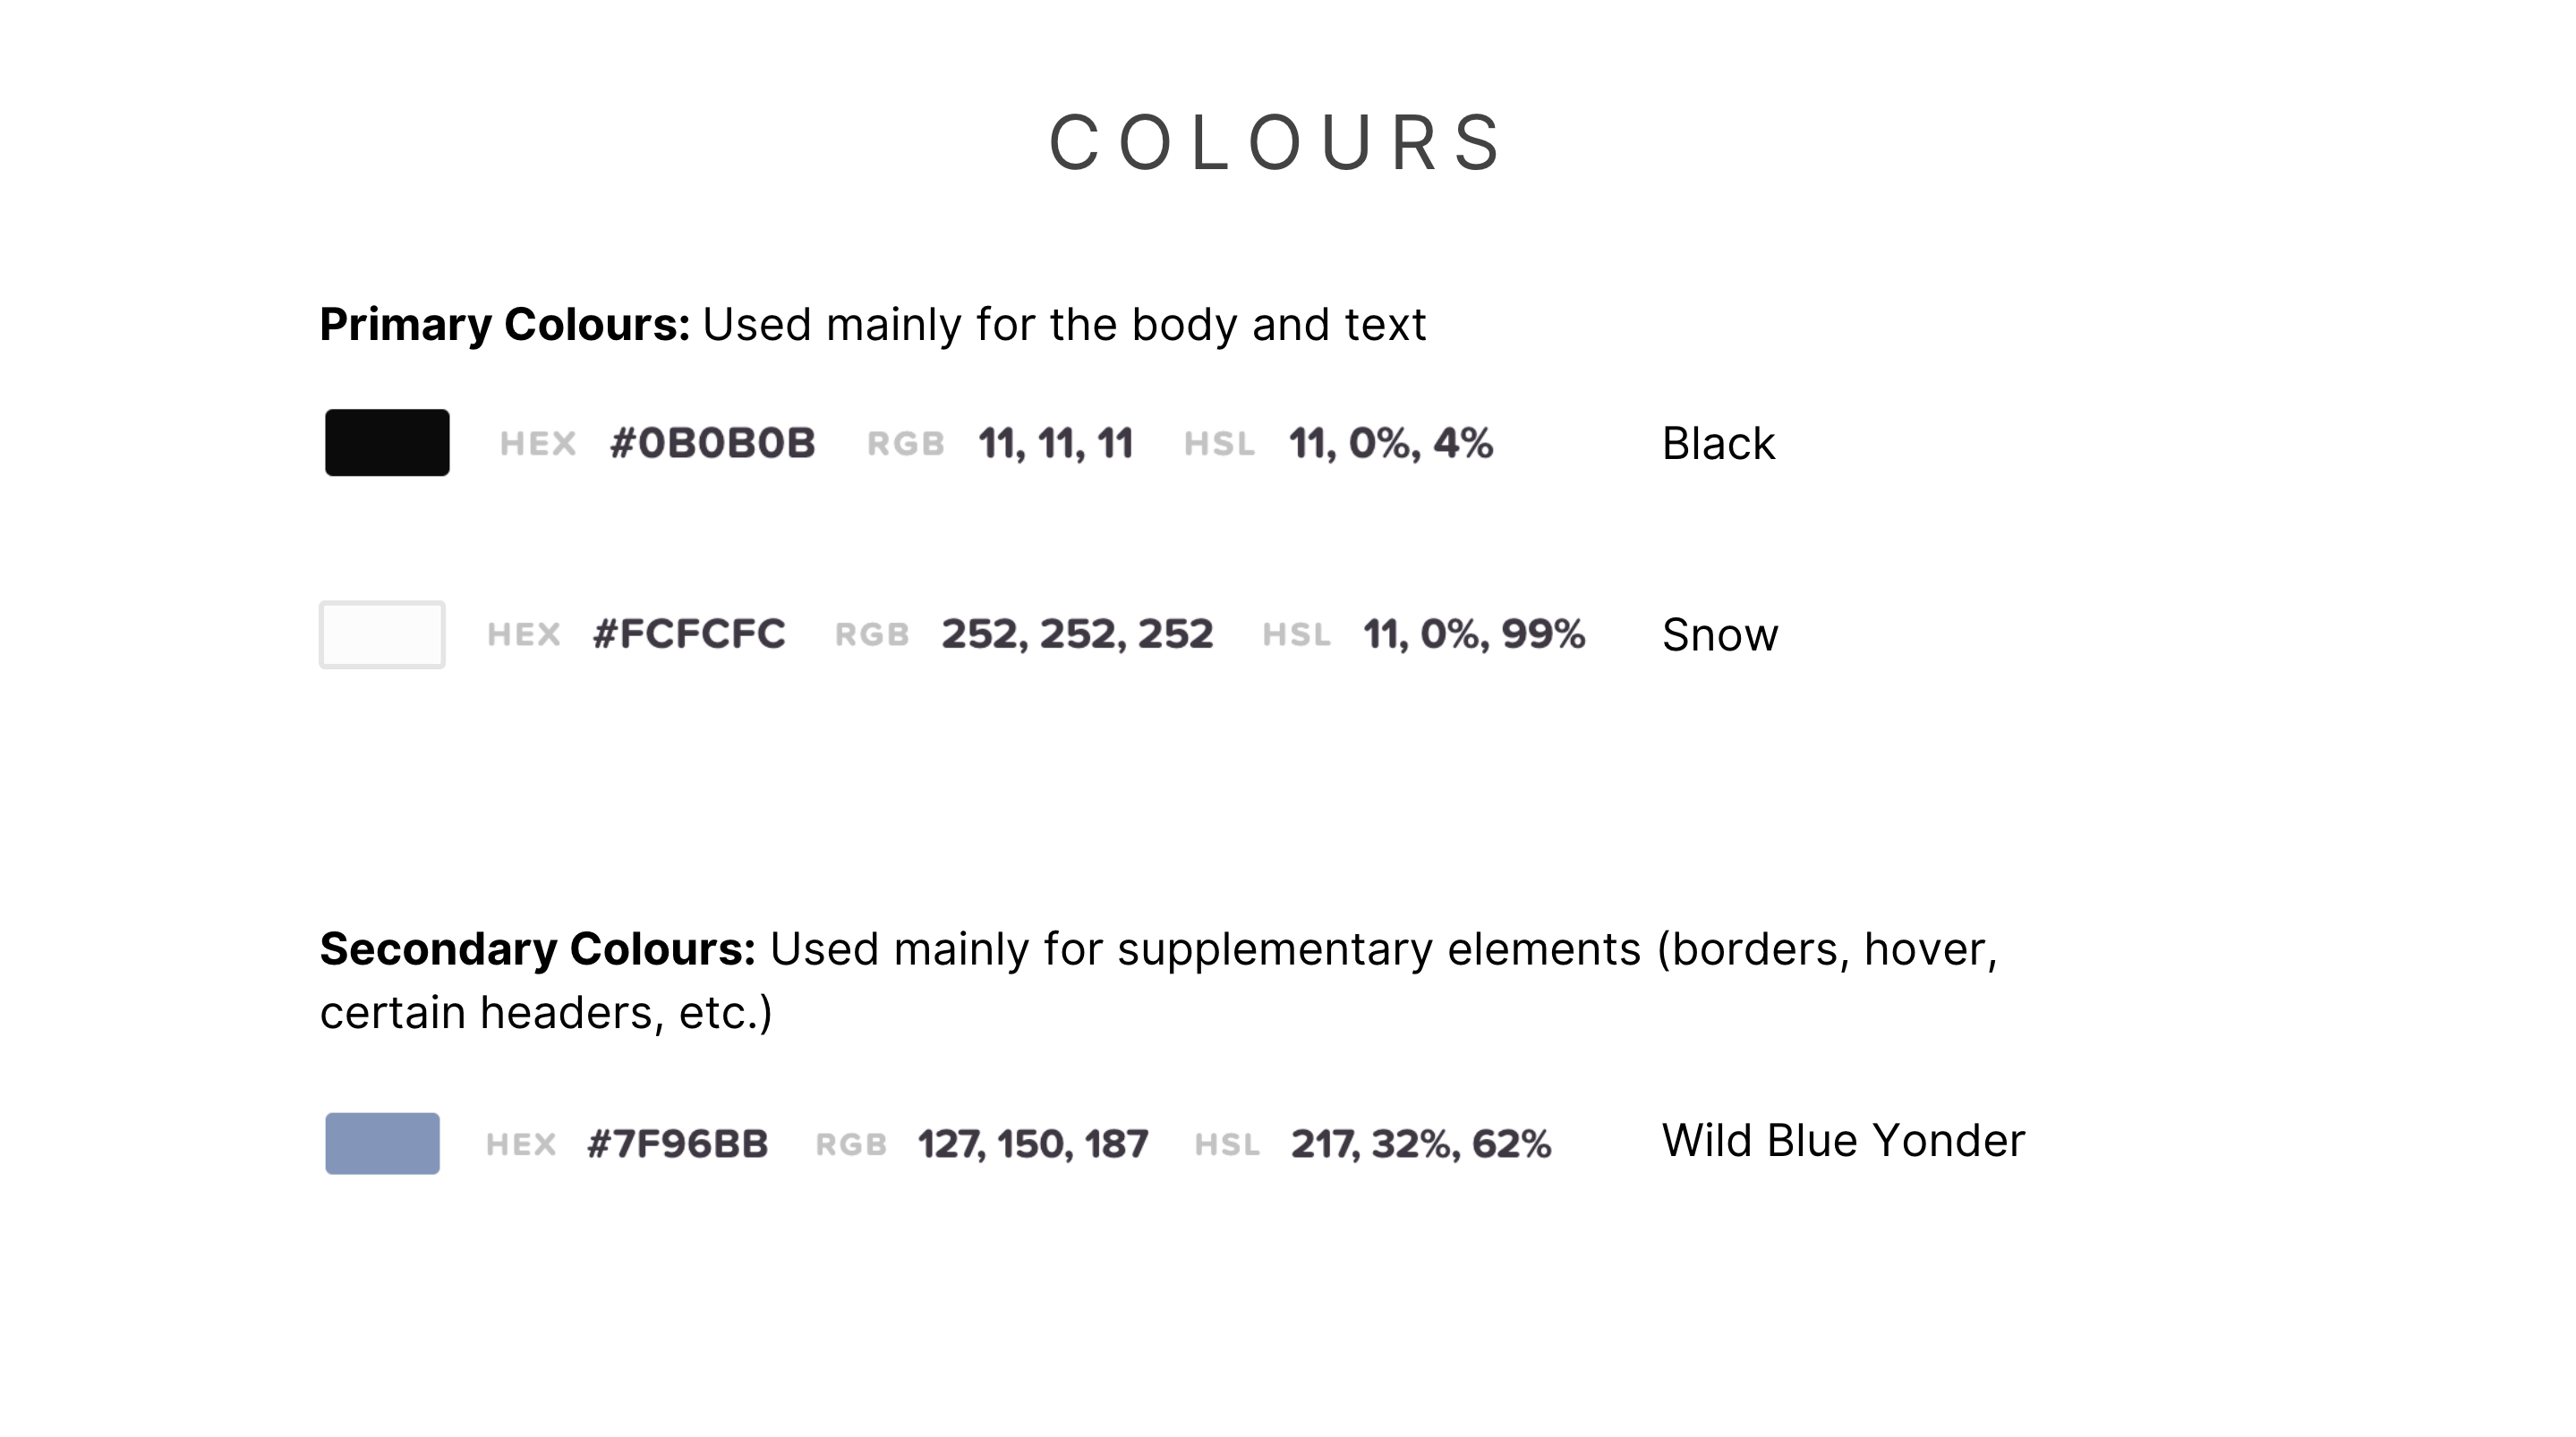 COLOURS
Primary Colours: Used mainly for the body and text
HEX #0B0B0B RGB 11, 11, 11 HSL 11, 0%, 4% Black
HEX #FCFCFC RGB 252, 252, 252 HSL 11, 0%, 99% Snow
Secondary Colours: Used mainly for supplementary elements (borders, hover,
certain headers, etc.)
HEX #7F96BB RGB 127, 150, 187 HSL 217, 32%, 62% Wild Blue Yonder